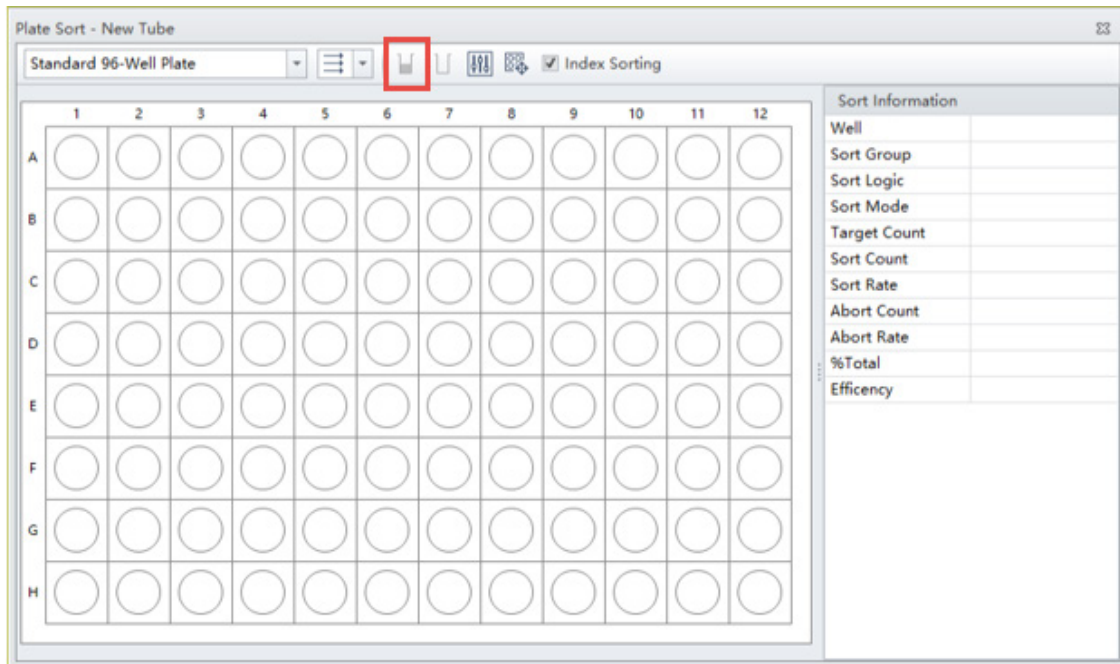 Plate Sort - New Tube
Standard 96-Well Plate Index Sorting
1 2 3 4 5 6 7 8 9 10 11 12
A
B
C
D
E
F
G
H
Sort Information
Well
Sort Group
Sort Logic
Sort Mode
Target Count
Sort Count
Sort Rate
Abort Count
Abort Rate
%Total
Efficency